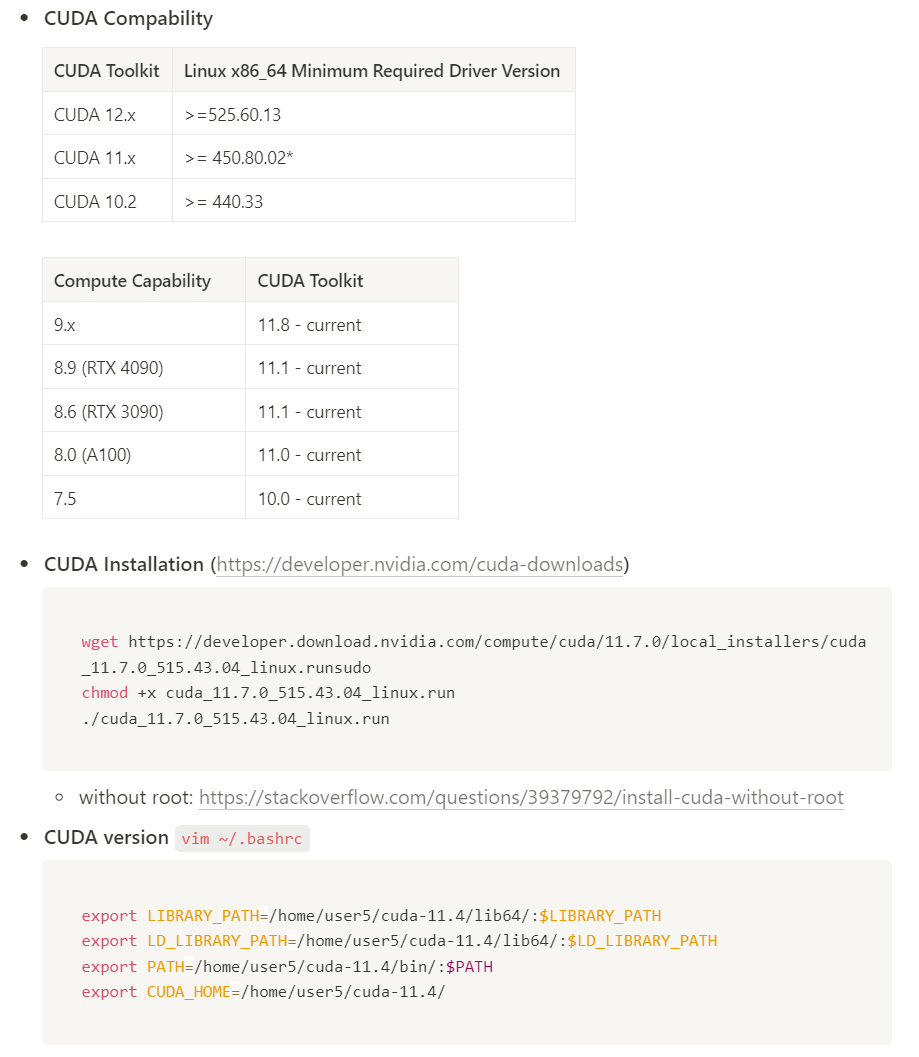 CUDA Compability
CUDA Toolkit Linux x86_64 Minimum Required Driver Version
CUDA 12.x >=525.60.13
CUDA 11.x >= 450.80.02*
CUDA 10.2 >= 440.33
Compute Capability CUDA Toolkit
9.x 11.8 - current
8.9 (RTX 4090) 11.1 - current
8.6 (RTX 3090) 11.1 - current
8.0 (A100) 11.0 - current
7.5 10.0 - current
CUDA Installation (https://developer.nvidia.com/cuda-downloads)
wget https://developer.download.nvidia.com/compute/cuda/11.7.0/local_installers/cuda
_11.7.0_515.43.04_linux.runsudo
chmod +x cuda_11.7.0_515.43.04_linux.run
./cuda_11.7.0_515.43.04_linux.run
without root: https://stackoverflow.com/questions/39379792/install-cuda-without-root
CUDA version vim ~/.bashrc
export LIBRARY_PATH=/home/user5/cuda-11.4/lib64/:$LIBRARY_PATH
export LD_LIBRARY_PATH=/home/user5/cuda-11.4/lib64/:$LD_LIBRARY_PATH
export PATH=/home/user5/cuda-11.4/bin/:$PATH
export CUDA_HOME=/home/user5/cuda-11.4/